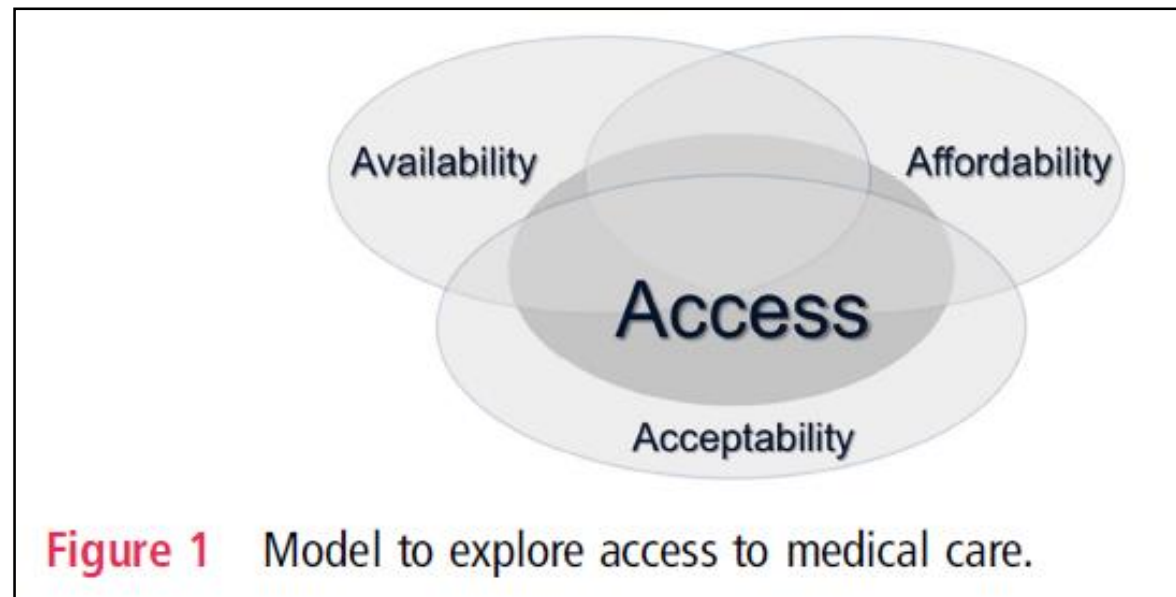 Availability
Affordability
Access
Acceptability
Figure 1 Model to explore access to medical care.